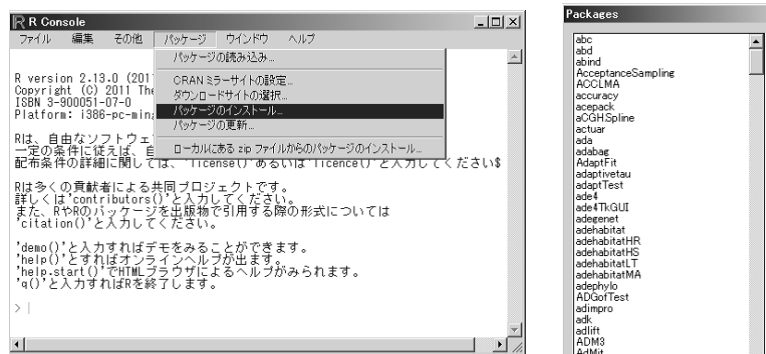 R Console
ファイル 編集 その他 パッケージ ウインドウ ヘルプ
パッケージの読み込み...
CRANミラーサイトの設定...
ダウンロードサイトの選択...
パッケージのインストール...
パッケージの更新...
ローカルにある zip ファイルからのパッケージのインストール...
R version 2.13.0 (201
Copyright (C) 2011 The
ISBN 3-900051-07-0
Platform: i386-pc-min
Rは、自由なソフトウェ
一定の条件に従えば、自
配布条件の詳細に関しては、'license()'あるいは'licence()'と入力してください$
Rは多くの貢献者による共同プロジェクトです。
詳しくは'contributors()'と入力してください。
また、RやRのパッケージを出版物で引用する際の形式については
'citation()'と入力してください。
'demo()'と入力すればデモをみることができます。
'help()'とすればオンラインヘルプが出ます。
'help.start()'でHTMLブラウザによるヘルプがみられます。
'q()'と入力すればRを終了します。
>
Packages
abc
abd
abind
AcceptanceSampling
ACCLMA
accuracy
acepack
aCGH.Spline
actuar
ada
adabag
AdaptFit
adaptivetau
adaptTest
ade4
ade4TkGUI
adegenet
adehabitat
adehabitatHR
adehabitatHS
adehabitatLT
adehabitatMA
adephylo
ADGofTest
adimpro
adk
adlift
ADM3
AdMit